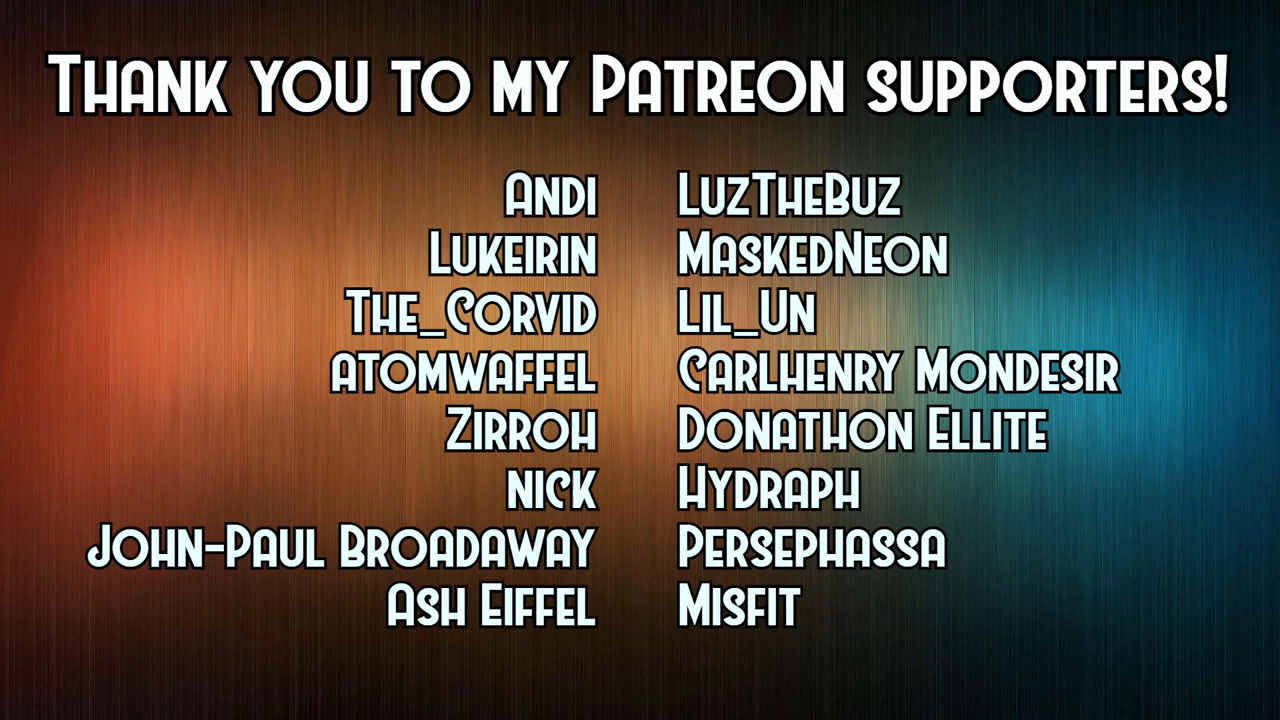 Thank you to my Patreon supporters!
Andi
Lukeirin
The_Corvid
atomwaffel
Zirroh
nick
John-Paul Broadaway
Ash Eiffel
LuzTheBuz
MaskedNeon
Lil_Un
Carlhenry Mondesir
Donathon Ellite
Hydraph
Persephassa
Misfit